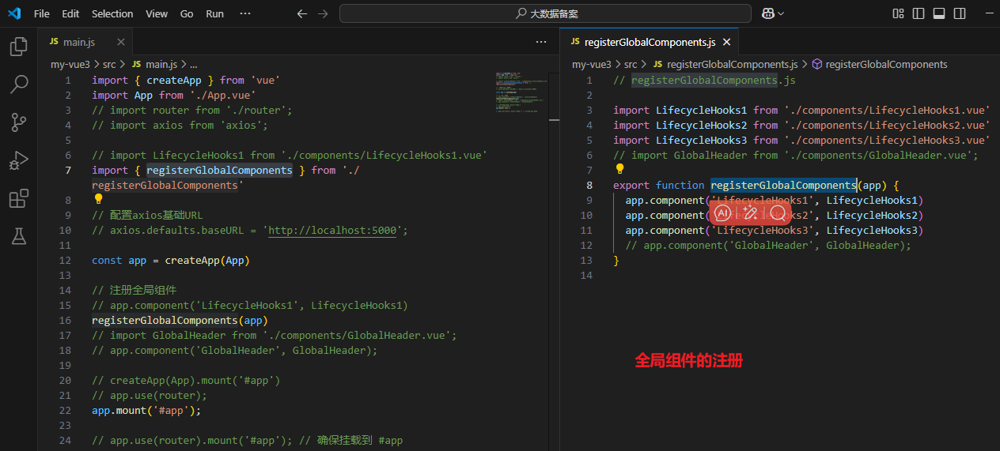 File Edit Selection View Go Run ··· 大数据备案
JS main.js
my-vue3 > src > JS main.js > ...
1 import { createApp } from 'vue'
2 import App from './App.vue'
3 // import router from './router';
4 // import axios from 'axios';
5
6 // import LifecycleHooks1 from './components/LifecycleHooks1.vue'
7 import { registerGlobalComponents } from './
registerGlobalComponents'
8
9 // 配置axios基础URL
10 // axios.defaults.baseURL = 'http://localhost:5000';
11
12 const app = createApp(App)
13
14 // 注册全局组件
15 // app.component('LifecycleHooks1', LifecycleHooks1)
16 registerGlobalComponents(app)
17 // import GlobalHeader from './components/GlobalHeader.vue';
18 // app.component('GlobalHeader', GlobalHeader);
19
20 // createApp(App).mount('#app')
21 // app.use(router);
22 app.mount('#app');
23
24 // app.use(router).mount('#app'); // 确保挂载到 #app
JS registerGlobalComponents.js
my-vue3 > src > JS registerGlobalComponents.js > registerGlobalComponents
1 // registerGlobalComponents.js
2
3 import LifecycleHooks1 from './components/LifecycleHooks1.vue'
4 import LifecycleHooks2 from './components/LifecycleHooks2.vue'
5 import LifecycleHooks3 from './components/LifecycleHooks3.vue'
6 // import GlobalHeader from './components/GlobalHeader.vue';
7
8 export function registerGlobalComponents(app) {
9 app.component('LifecycleHooks1', LifecycleHooks1)
10 app.component('LifecycleHooks2', LifecycleHooks2)
11 app.component('LifecycleHooks3', LifecycleHooks3)
12 // app.component('GlobalHeader', GlobalHeader);
13 }
14
AI
全局组件的注册